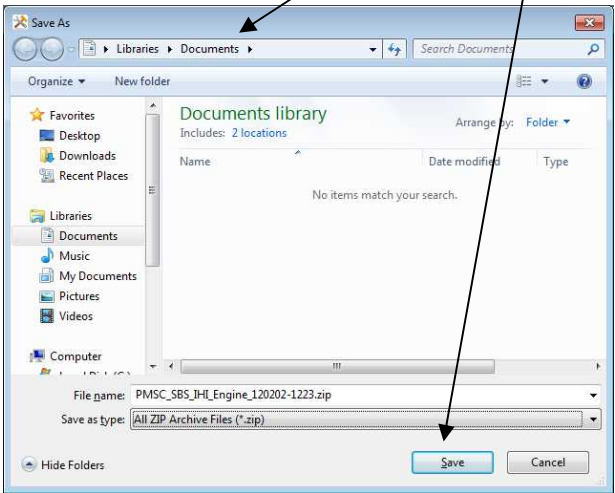 Save As
Libraries Documents
Search Documents
Organize New folder
Favorites
Desktop
Downloads
Recent Places
Libraries
Documents
Music
My Documents
Pictures
Videos
Computer
Documents library
Includes: 2 locations
Arrange by: Folder
Name Date modified Type
No items match your search.
File name: PMSC_SBS_IHI_Engine_120202-1223.zip
Save as type: All ZIP Archive Files (*.zip)
Hide Folders Save Cancel